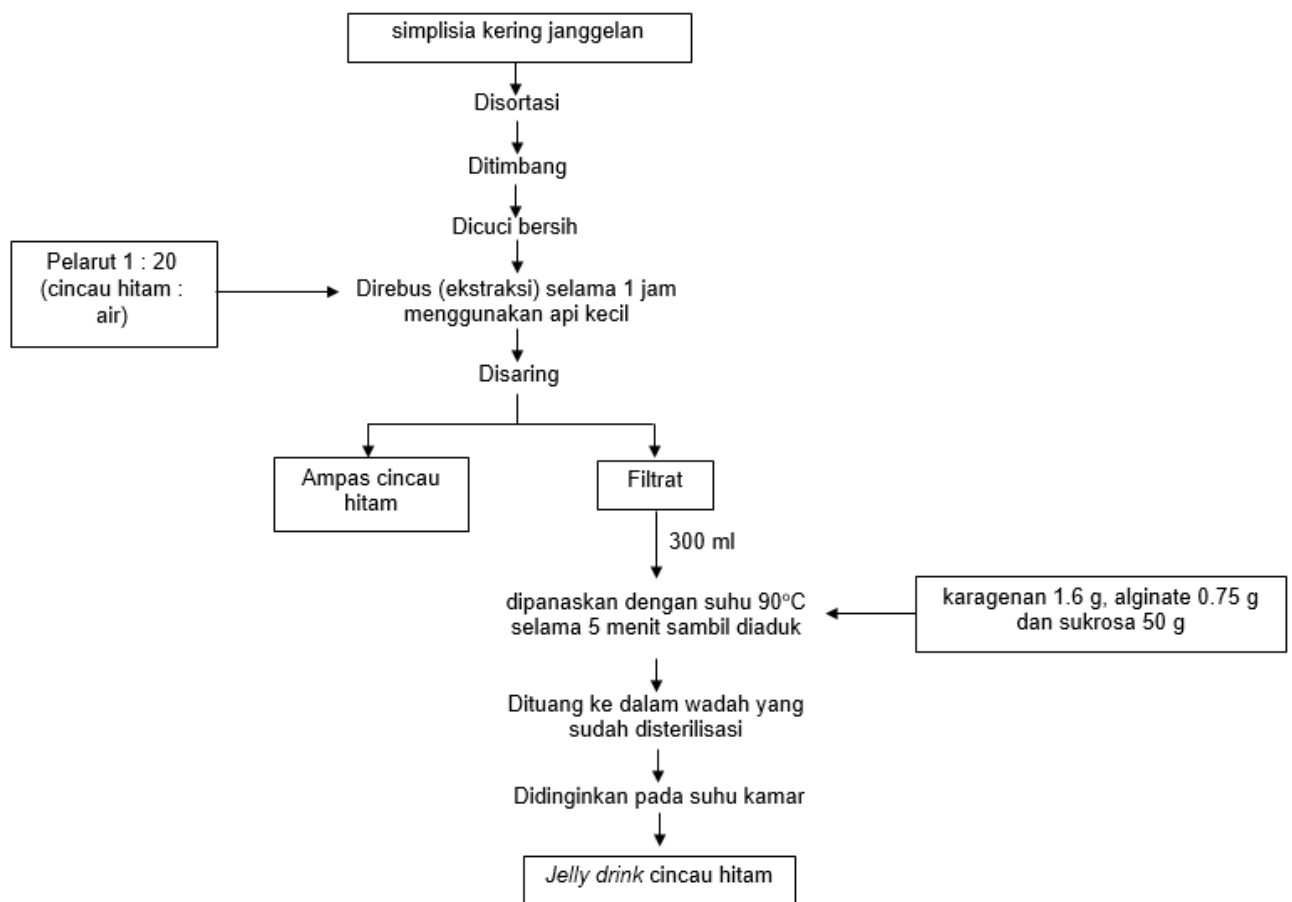 simplisia kering janggelan
Disortasi
Ditimbang
Dicuci bersih
Pelarut 1 : 20
(cincau hitam :
air)
Direbus (ekstraksi) selama 1 jam
menggunakan api kecil
Disaring
Ampas cincau
hitam
Filtrat
300 ml
dipanaskan dengan suhu 90°C
selama 5 menit sambil diaduk
karagenan 1.6 g, alginate 0.75 g
dan sukrosa 50 g
Dituang ke dalam wadah yang
sudah disterilisasi
Didinginkan pada suhu kamar
Jelly drink cincau hitam